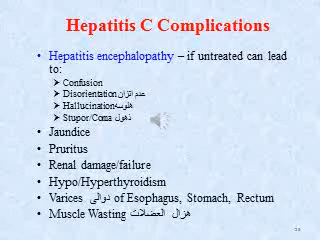 Hepatitis C Complications
• Hepatitis encephalopathy – if untreated can lead to:
➢ Confusion
➢ Disorientation عدم اتزان
➢ Hallucination هلوسه
➢ Stupor/Coma ذهول
• Jaundice
• Pruritus
• Renal damage/failure
• Hypo/Hyperthyroidism
• Varices دوالي of Esophagus, Stomach, Rectum
• Muscle Wasting هزال العضلات